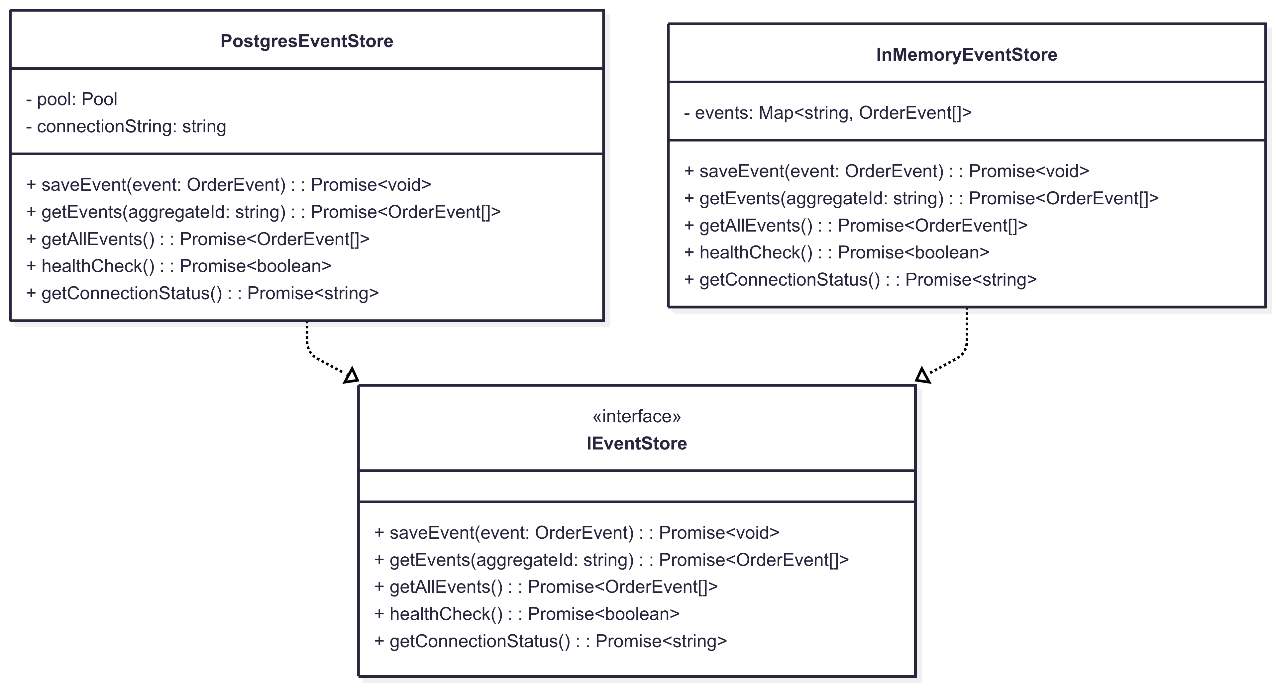 PostgresEventStore
- pool: Pool
- connectionString: string
+ saveEvent(event: OrderEvent) : : Promise<void>
+ getEvents(aggregateId: string) : : Promise<OrderEvent[]>
+ getAllEvents() : : Promise<OrderEvent[]>
+ healthCheck() : : Promise<boolean>
+ getConnectionStatus() : : Promise<string>
InMemoryEventStore
- events: Map<string, OrderEvent[]>
+ saveEvent(event: OrderEvent) : : Promise<void>
+ getEvents(aggregateId: string) : : Promise<OrderEvent[]>
+ getAllEvents() : : Promise<OrderEvent[]>
+ healthCheck() : : Promise<boolean>
+ getConnectionStatus() : : Promise<string>
«interface»
IEventStore
+ saveEvent(event: OrderEvent) : : Promise<void>
+ getEvents(aggregateId: string) : : Promise<OrderEvent[]>
+ getAllEvents() : : Promise<OrderEvent[]>
+ healthCheck() : : Promise<boolean>
+ getConnectionStatus() : : Promise<string>